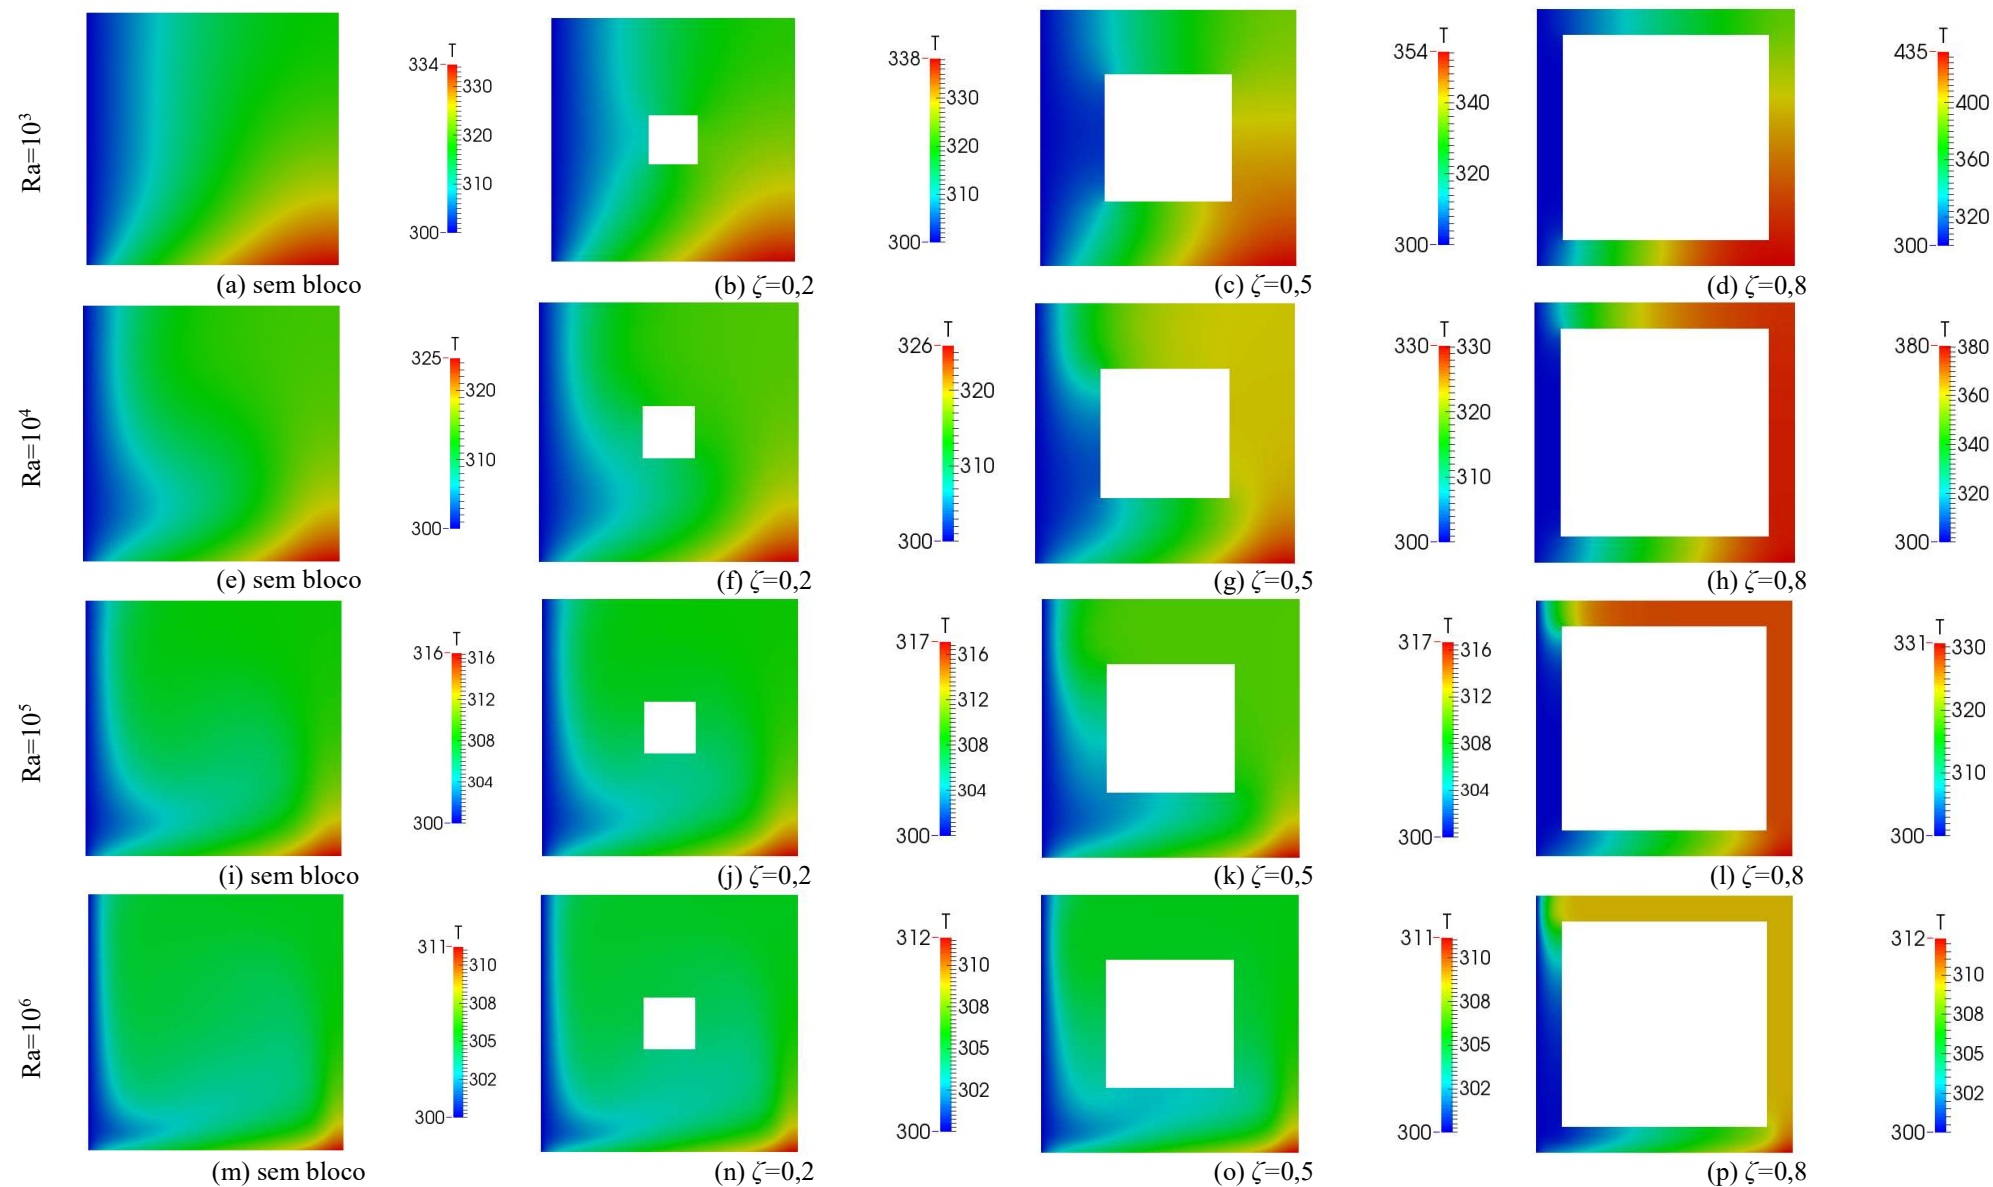 Ra=10³
T
334
330
320
310
300
T
338
330
320
310
300
T
354
340
320
300
T
435
400
360
320
300
(a) sem bloco
(b) ζ=0,2
(c) ζ=0,5
(d) ζ=0,8
Ra=10⁴
T
325
320
310
300
T
326
320
310
300
T
330
330
320
310
300
T
380
380
360
340
320
300
(e) sem bloco
(f) ζ=0,2
(g) ζ=0,5
(h) ζ=0,8
Ra=10⁵
T
316
316
312
308
304
300
T
317
316
312
308
304
300
T
317
316
312
308
304
300
T
331
330
320
310
300
(i) sem bloco
(j) ζ=0,2
(k) ζ=0,5
(l) ζ=0,8
Ra=10⁶
T
311
310
308
305
302
300
T
312
310
308
305
302
300
T
311
310
308
305
302
300
T
312
310
308
305
302
300
(m) sem bloco
(n) ζ=0,2
(o) ζ=0,5
(p) ζ=0,8